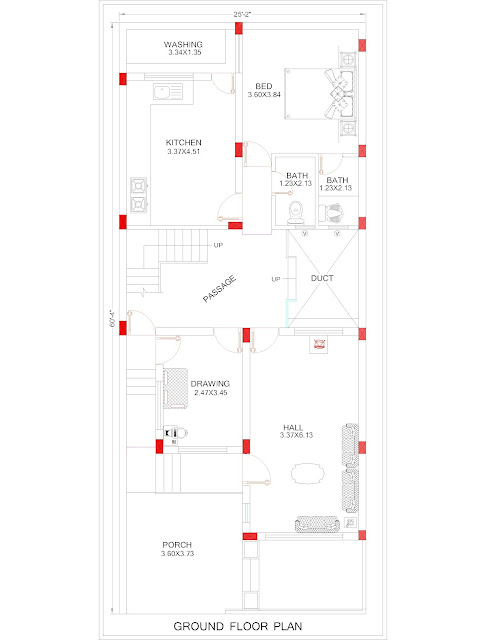 25'-2"
WASHING
3.34X1.35
BED
3.60X3.84
KITCHEN
3.37X4.51
BATH
1.23X2.13
BATH
1.23X2.13
UP
PASSAGE
UP
DUCT
60'-4"
DRAWING
2.47X3.45
HALL
3.37X6.13
PORCH
3.60X3.73
GROUND FLOOR PLAN